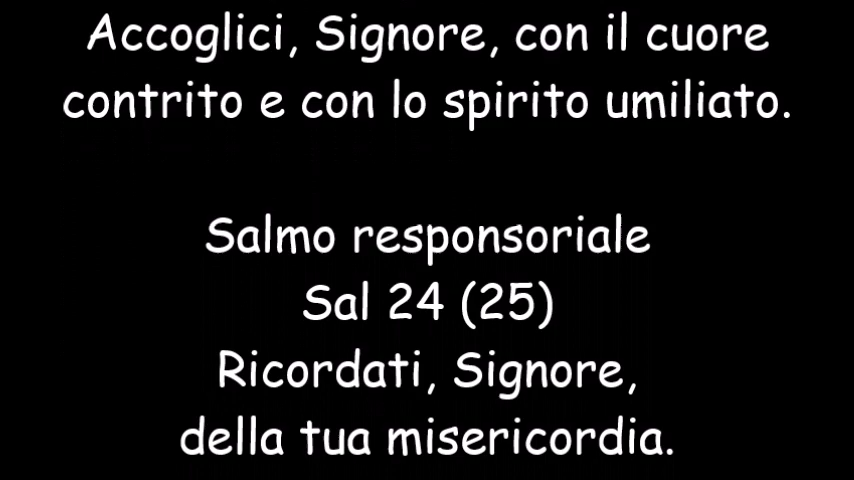 Accoglici, Signore, con il cuore
contrito e con lo spirito umiliato.
Salmo responsoriale
Sal 24 (25)
Ricordati, Signore,
della tua misericordia.